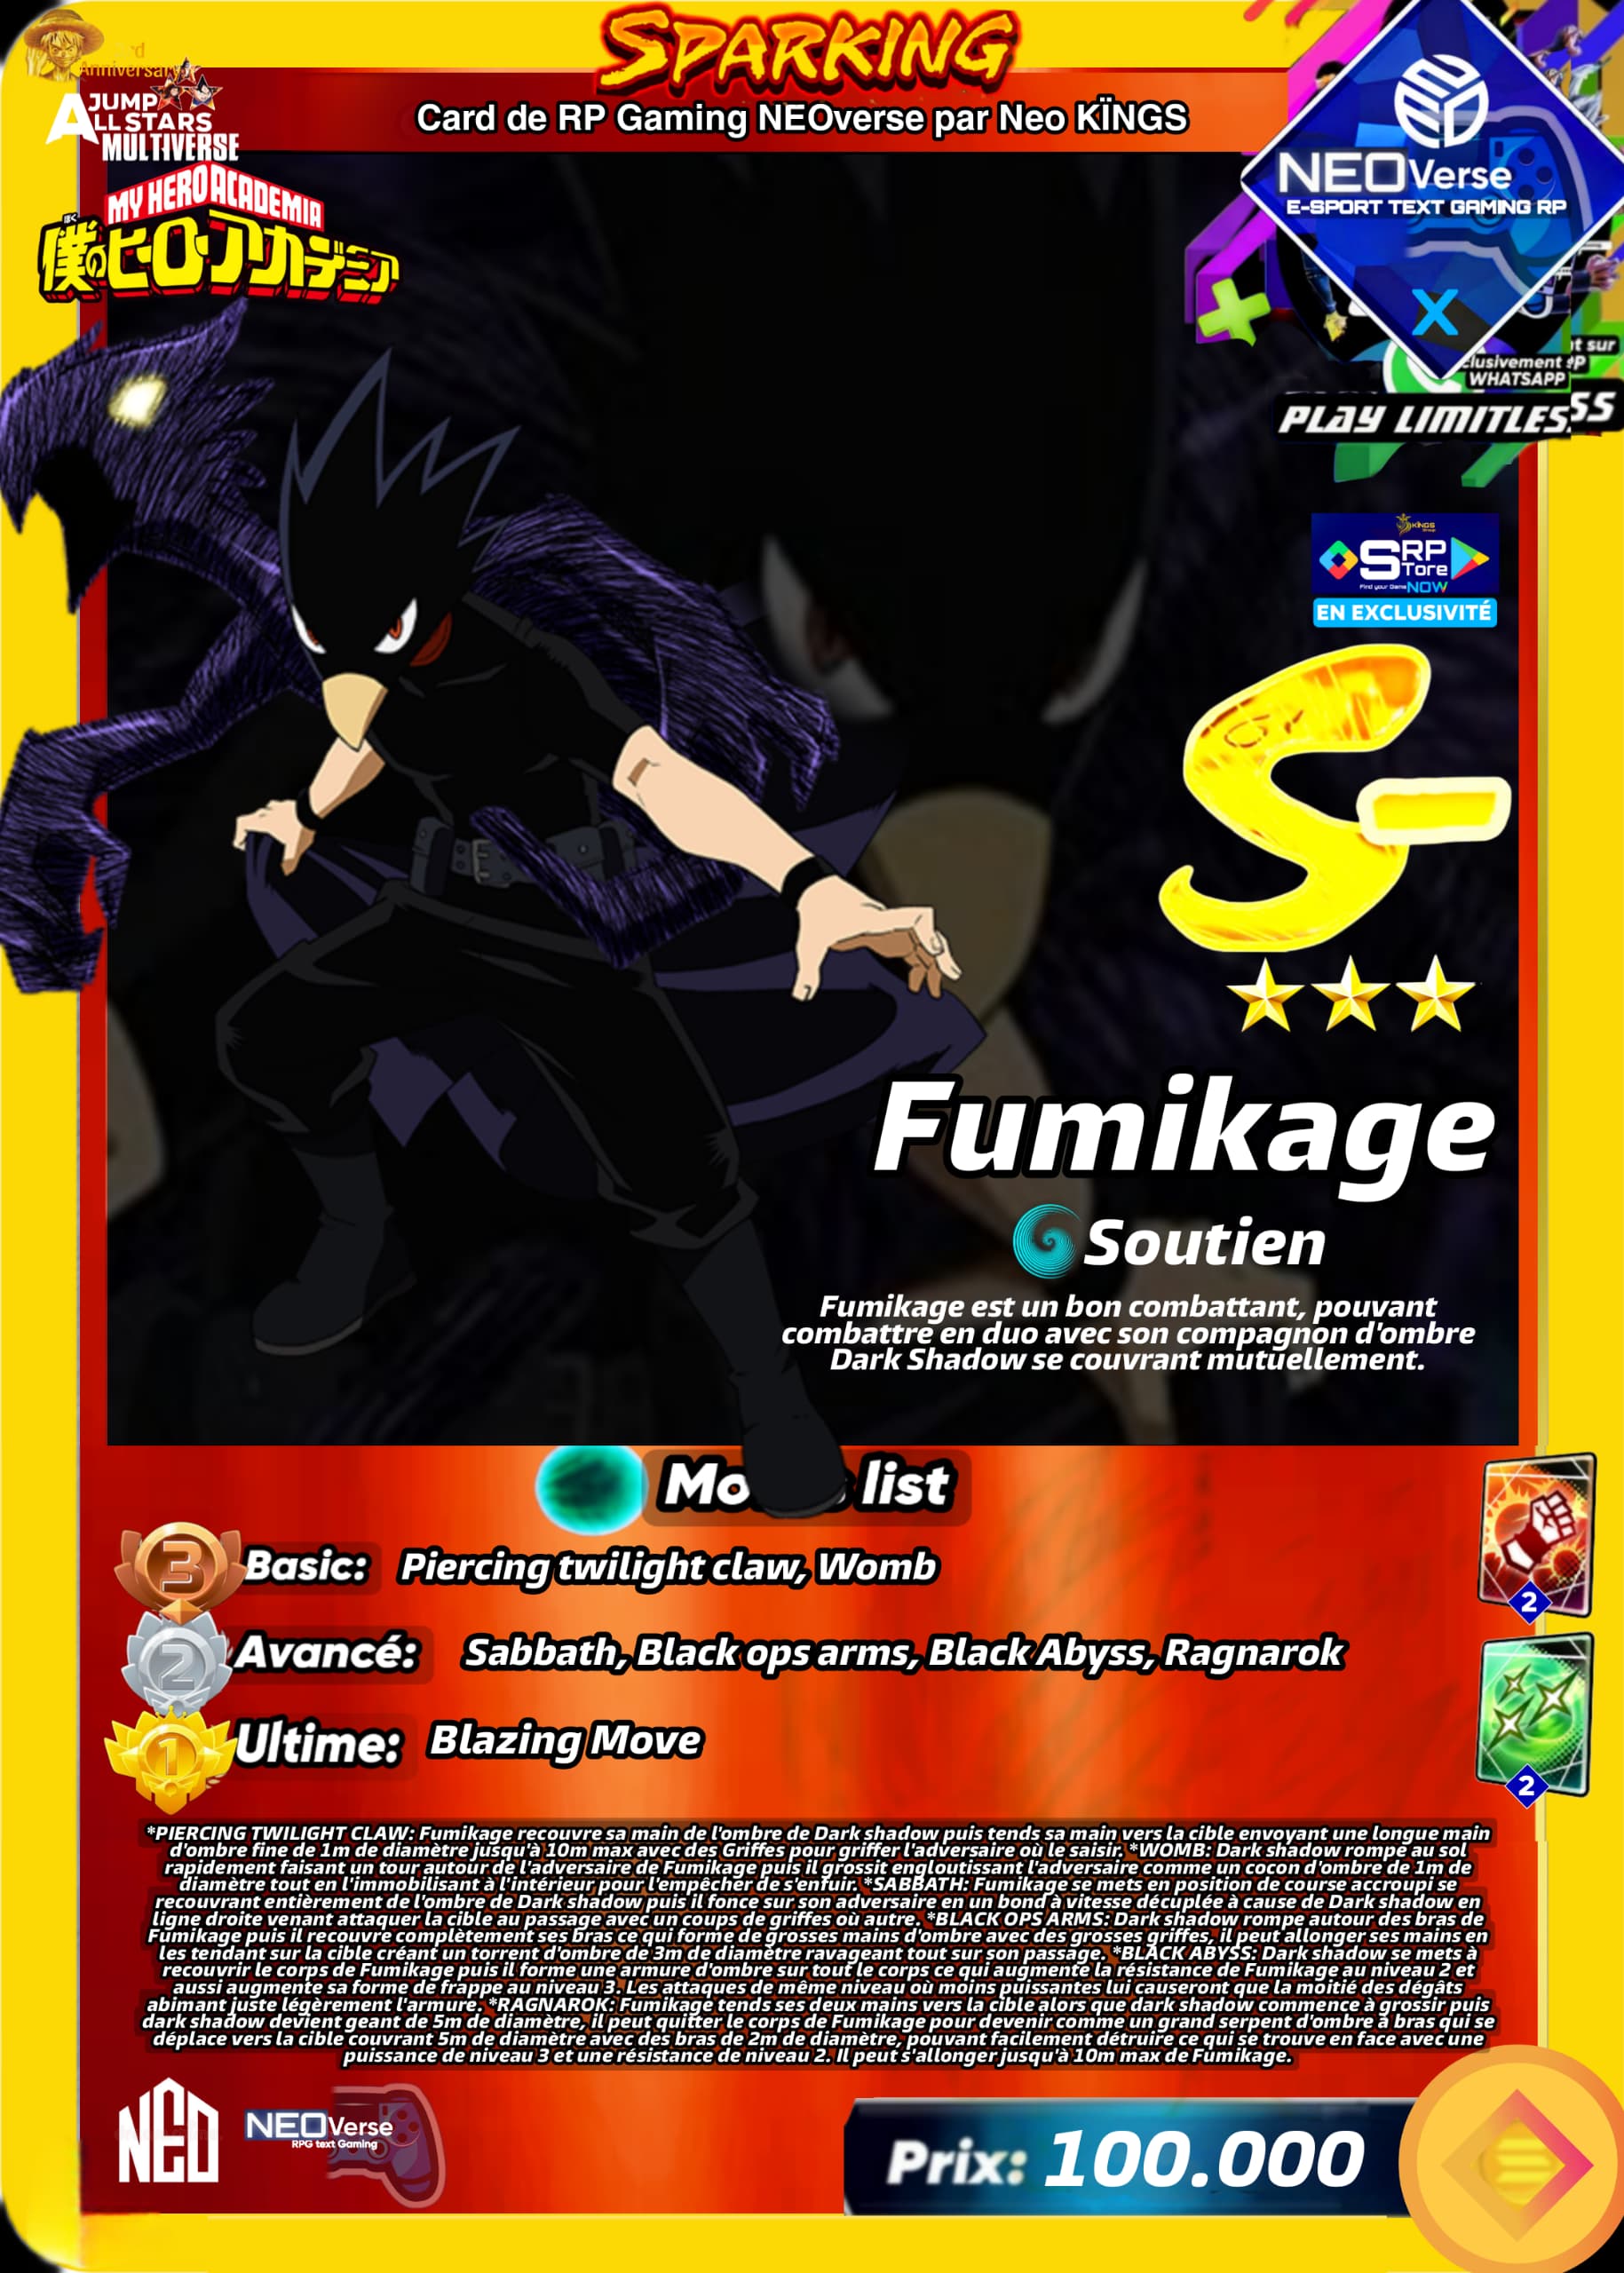 SPARKING
Card de RP Gaming NEOverse par Neo KÏNGS
Anniversary
JUMP
ALL STARS
MULTIVERSE
MY HERO ACADEMIA
僕のヒーローアカデミア
NEOVerse
E-SPORT TEXT GAMING RP
X
WHATSAPP
PLAY LIMITLES
SS
KINGS
SRP
Tore
Find your Game NOW
EN EXCLUSIVITÉ
S-
Fumikage
Soutien
Fumikage est un bon combattant, pouvant
combattre en duo avec son compagnon d'ombre
Dark Shadow se couvrant mutuellement.
list
3 Basic: Piercing twilight claw, Womb
2
2 Avancé: Sabbath, Black ops arms, Black Abyss, Ragnarok
1 Ultime: Blazing Move
2
*PIERCING TWILIGHT CLAW: Fumikage recouvre sa main de l'ombre de Dark shadow puis tends sa main vers la cible envoyant une longue main
d'ombre fine de 1m de diamètre jusqu'à 10m max avec des Griffes pour griffer l'adversaire où le saisir. *WOMB: Dark shadow rompe au sol
rapidement faisant un tour autour de l'adversaire de Fumikage puis il grossit engloutissant l'adversaire comme un cocon d'ombre de 1m de
diamètre tout en l'immobilisant à l'intérieur pour l'empêcher de s'enfuir. *SABBATH: Fumikage se mets en position de course accroupi se
recouvrant entièrement de l'ombre de Dark shadow puis il fonce sur son adversaire en un bond à vitesse décuplée à cause de Dark shadow en
ligne droite venant attaquer la cible au passage avec un coups de griffes où autre. *BLACK OPS ARMS: Dark shadow rompe autour des bras de
Fumikage puis il recouvre complètement ses bras ce qui forme de grosses mains d'ombre avec des grosses griffes, il peut allonger ses mains en
les tendant sur la cible créant un torrent d'ombre de 3m de diamètre ravageant tout sur son passage. *BLACK ABYSS: Dark shadow se mets à
recouvrir le corps de Fumikage puis il forme une armure d'ombre sur tout le corps ce qui augmente la résistance de Fumikage au niveau 2 et
aussi augmente sa forme de frappe au niveau 3. Les attaques de même niveau où moins puissantes lui causeront que la moitié des dégâts
abimant juste légèrement l'armure. *RAGNAROK: Fumikage tends ses deux mains vers la cible alors que dark shadow commence à grossir puis
dark shadow devient geant de 5m de diamètre, il peut quitter le corps de Fumikage pour devenir comme un grand serpent d'ombre à bras qui se
déplace vers la cible couvrant 5m de diamètre avec des bras de 2m de diamètre, pouvant facilement détruire ce qui se trouve en face avec une
puissance de niveau 3 et une résistance de niveau 2. Il peut s'allonger jusqu'à 10m max de Fumikage.
NEO
NEOVerse
RPG text Gaming
Prix: 100.000